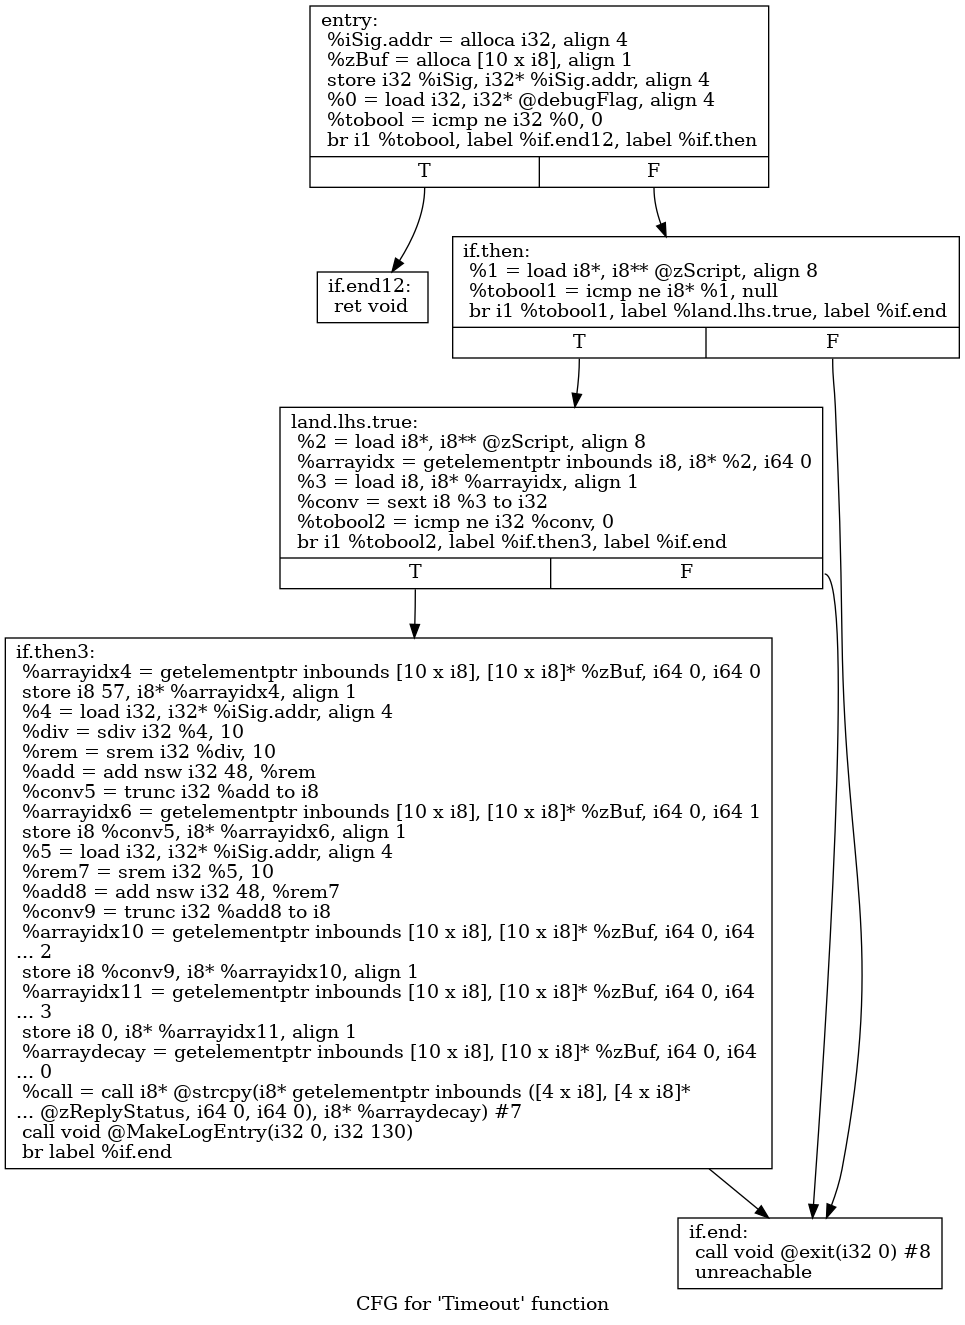 entry:
%iSig.addr = alloca i32, align 4
%zBuf = alloca [10 x i8], align 1
store i32 %iSig, i32* %iSig.addr, align 4
%0 = load i32, i32* @debugFlag, align 4
%tobool = icmp ne i32 %0, 0
br i1 %tobool, label %if.end12, label %if.then
T
F
if.end12:
ret void
if.then:
%1 = load i8*, i8** @zScript, align 8
%tobool1 = icmp ne i8* %1, null
br i1 %tobool1, label %land.lhs.true, label %if.end
T
F
land.lhs.true:
%2 = load i8*, i8** @zScript, align 8
%arrayidx = getelementptr inbounds i8, i8* %2, i64 0
%3 = load i8, i8* %arrayidx, align 1
%conv = sext i8 %3 to i32
%tobool2 = icmp ne i32 %conv, 0
br i1 %tobool2, label %if.then3, label %if.end
T
F
if.then3:
%arrayidx4 = getelementptr inbounds [10 x i8], [10 x i8]* %zBuf, i64 0, i64 0
store i8 57, i8* %arrayidx4, align 1
%4 = load i32, i32* %iSig.addr, align 4
%div = sdiv i32 %4, 10
%rem = srem i32 %div, 10
%add = add nsw i32 48, %rem
%conv5 = trunc i32 %add to i8
%arrayidx6 = getelementptr inbounds [10 x i8], [10 x i8]* %zBuf, i64 0, i64 1
store i8 %conv5, i8* %arrayidx6, align 1
%5 = load i32, i32* %iSig.addr, align 4
%rem7 = srem i32 %5, 10
%add8 = add nsw i32 48, %rem7
%conv9 = trunc i32 %add8 to i8
%arrayidx10 = getelementptr inbounds [10 x i8], [10 x i8]* %zBuf, i64 0, i64
... 2
store i8 %conv9, i8* %arrayidx10, align 1
%arrayidx11 = getelementptr inbounds [10 x i8], [10 x i8]* %zBuf, i64 0, i64
... 3
store i8 0, i8* %arrayidx11, align 1
%arraydecay = getelementptr inbounds [10 x i8], [10 x i8]* %zBuf, i64 0, i64
... 0
%call = call i8* @strcpy(i8* getelementptr inbounds ([4 x i8], [4 x i8]*
... @zReplyStatus, i64 0, i64 0), i8* %arraydecay) #7
call void @MakeLogEntry(i32 0, i32 130)
br label %if.end
if.end:
call void @exit(i32 0) #8
unreachable
CFG for 'Timeout' function